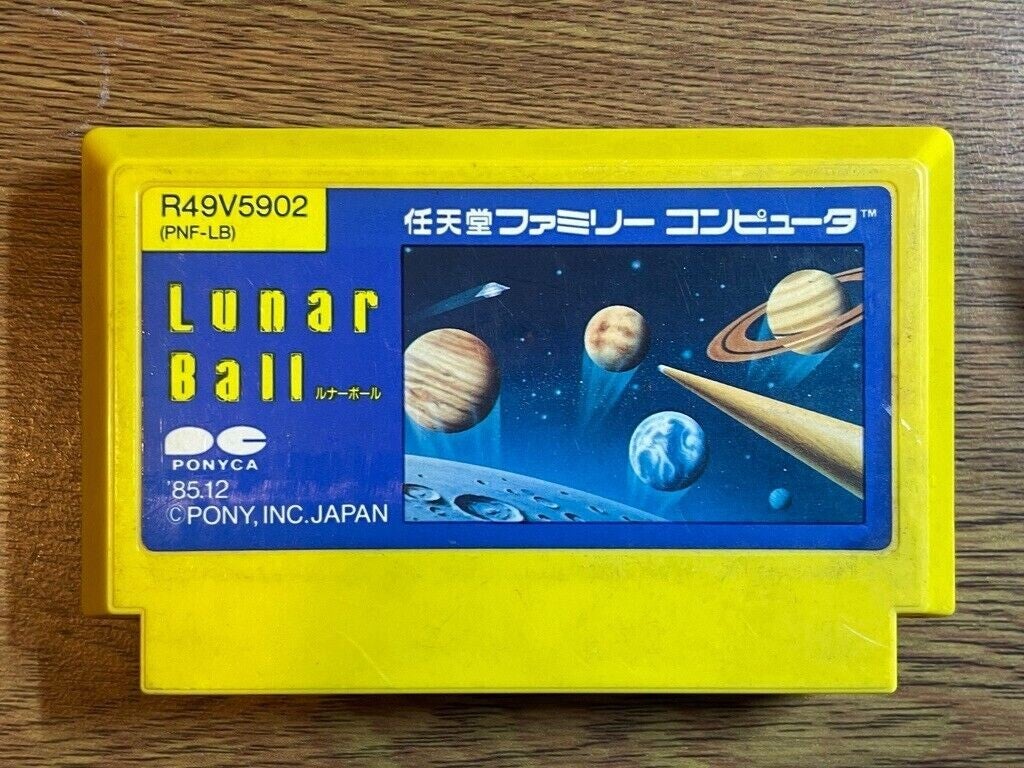 R49V5902
(PNF-LB)
任天堂ファミリー コンピュータ™
Lunar
Ball ルナーボール
PONYCA
'85.12
©PONY, INC. JAPAN